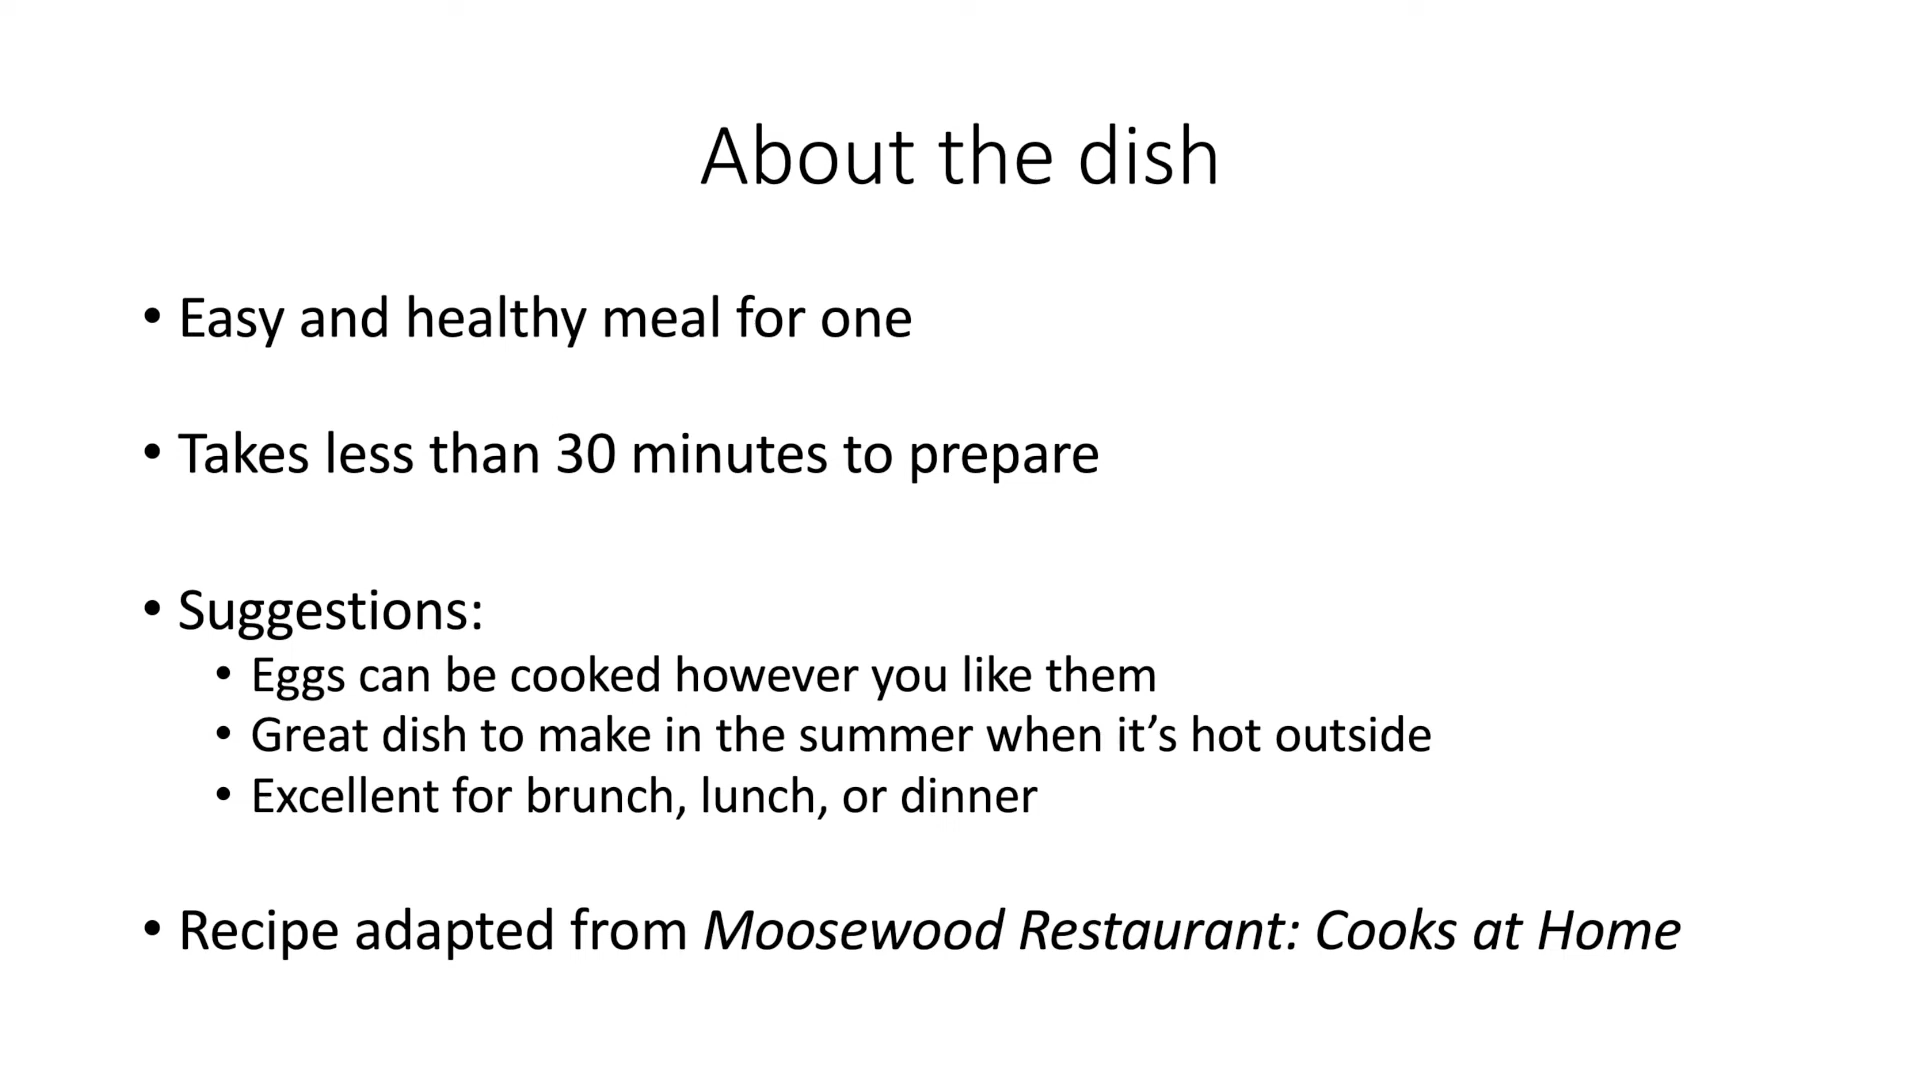 About the dish
• Easy and healthy meal for one
• Takes less than 30 minutes to prepare
• Suggestions:
• Eggs can be cooked however you like them
• Great dish to make in the summer when it’s hot outside
• Excellent for brunch, lunch, or dinner
• Recipe adapted from Moosewood Restaurant: Cooks at Home